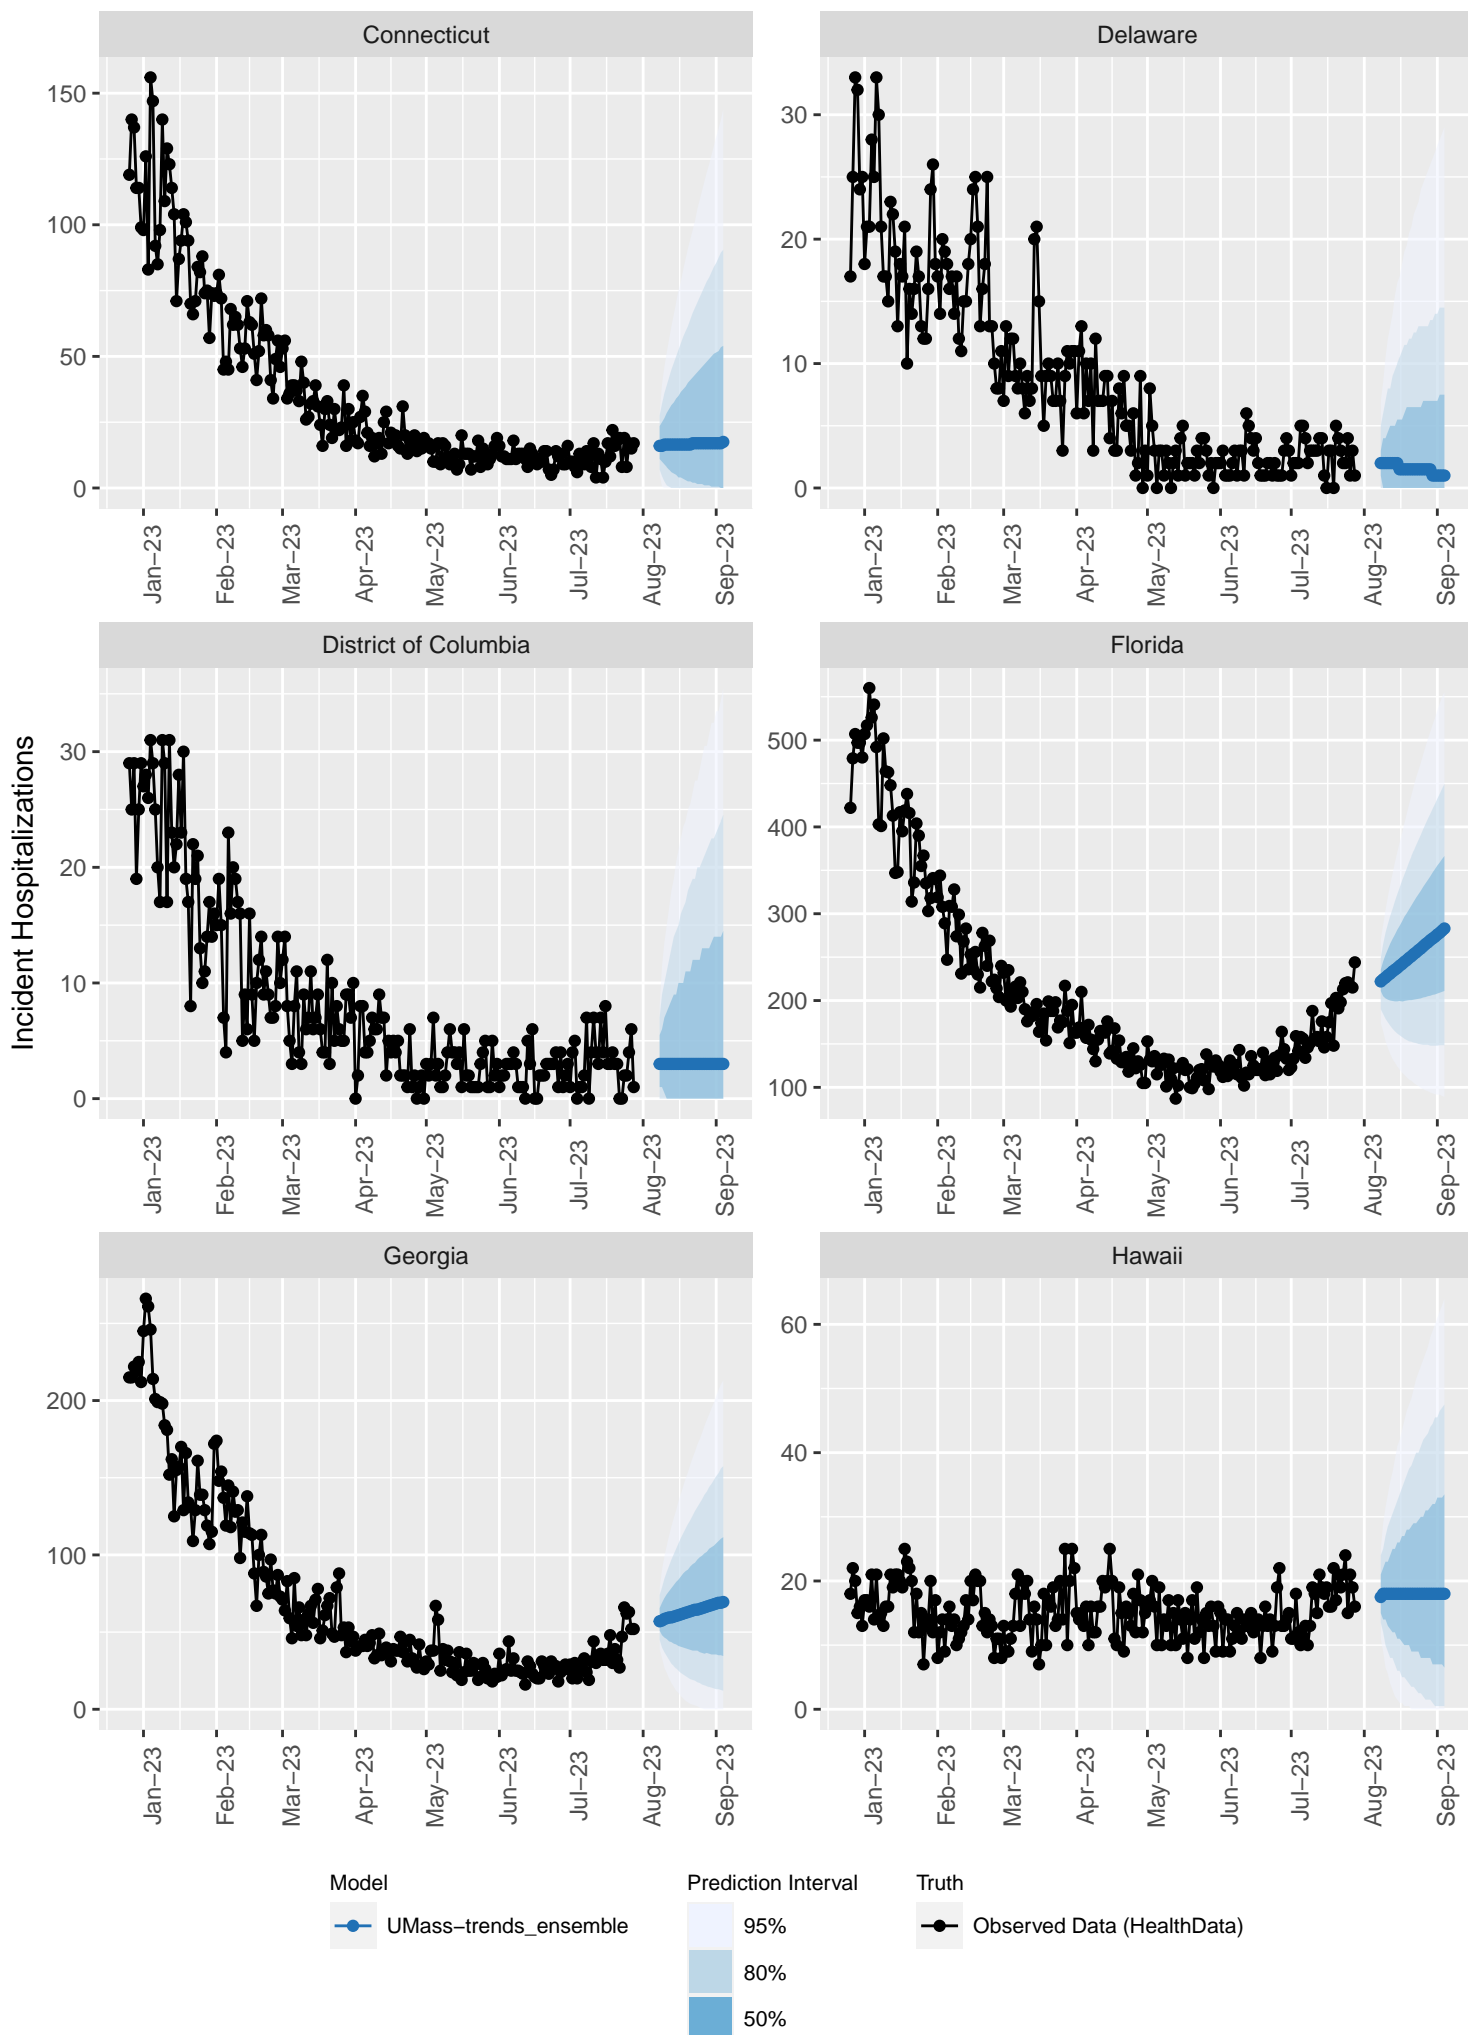 Connecticut
Delaware
150
100
50
0
30
20
10
0
Jan−23 Feb−23 Mar−23 Apr−23 May−23 Jun−23 Jul−23 Aug−23 Sep−23
Jan−23 Feb−23 Mar−23 Apr−23 May−23 Jun−23 Jul−23 Aug−23 Sep−23
Incident Hospitalizations
District of Columbia
Florida
30
20
10
0
500
400
300
200
100
Jan−23 Feb−23 Mar−23 Apr−23 May−23 Jun−23 Jul−23 Aug−23 Sep−23
Jan−23 Feb−23 Mar−23 Apr−23 May−23 Jun−23 Jul−23 Aug−23 Sep−23
Georgia
Hawaii
200
100
0
60
40
20
0
Jan−23 Feb−23 Mar−23 Apr−23 May−23 Jun−23 Jul−23 Aug−23 Sep−23
Jan−23 Feb−23 Mar−23 Apr−23 May−23 Jun−23 Jul−23 Aug−23 Sep−23
Model
UMass−trends_ensemble
Prediction Interval
95%
80%
50%
Truth
Observed Data (HealthData)